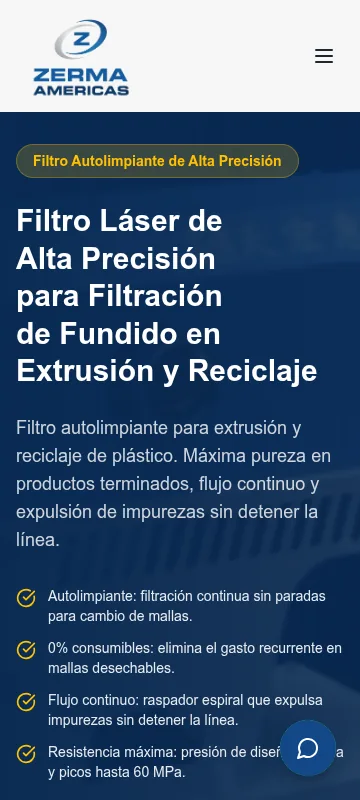 Z
ZERMA
AMERICAS
Filtro Autolimpiante de Alta Precisión
Filtro Láser de
Alta Precisión
para Filtración
de Fundido en
Extrusión y Reciclaje
Filtro autolimpiante para extrusión y
reciclaje de plástico. Máxima pureza en
productos terminados, flujo continuo y
expulsión de impurezas sin detener la
línea.
Autolimpiante: filtración continua sin paradas
para cambio de mallas.
0% consumibles: elimina el gasto recurrente en
mallas desechables.
Flujo continuo: raspador espiral que expulsa
impurezas sin detener la línea.
Resistencia máxima: presión de
y picos hasta 60 MPa.